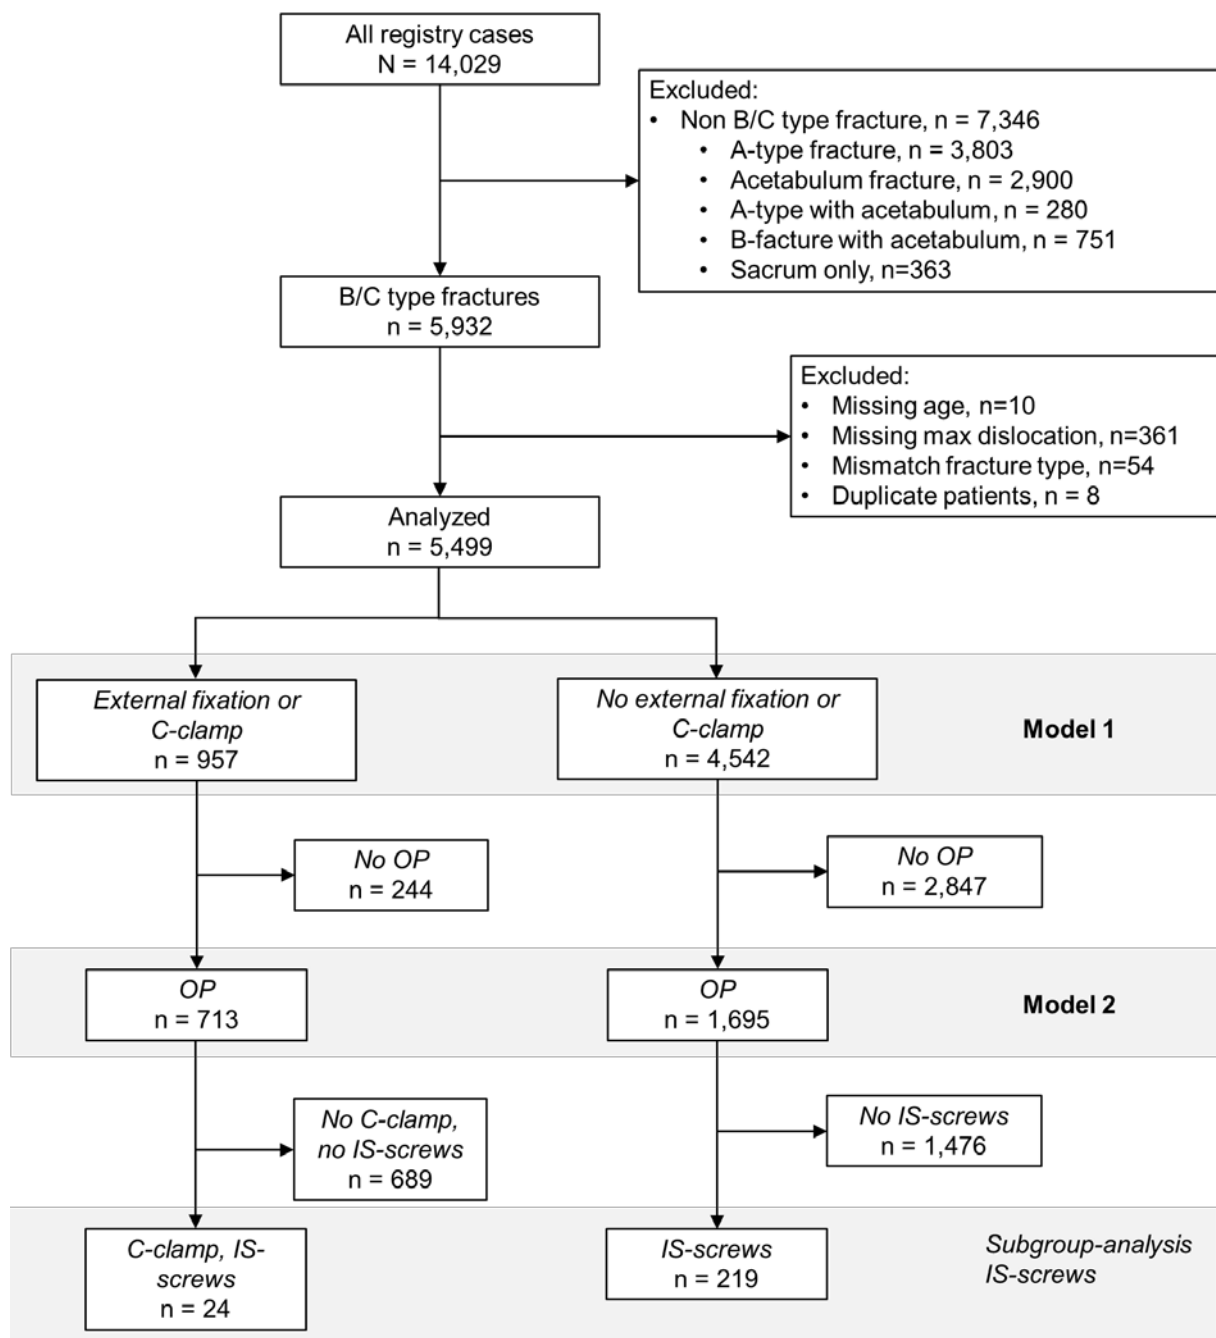 All registry cases
N = 14,029
Excluded:
• Non B/C type fracture, n = 7,346
• A-type fracture, n = 3,803
• Acetabulum fracture, n = 2,900
• A-type with acetabulum, n = 280
• B-facture with acetabulum, n = 751
• Sacrum only, n=363
B/C type fractures
n = 5,932
Excluded:
• Missing age, n=10
• Missing max dislocation, n=361
• Mismatch fracture type, n=54
• Duplicate patients, n = 8
Analyzed
n = 5,499
External fixation or
C-clamp
n = 957
No external fixation or
C-clamp
n = 4,542
Model 1
No OP
n = 244
No OP
n = 2,847
OP
n = 713
OP
n = 1,695
Model 2
No C-clamp,
no IS-screws
n = 689
No IS-screws
n = 1,476
C-clamp, IS-
screws
n = 24
IS-screws
n = 219
Subgroup-analysis
IS-screws